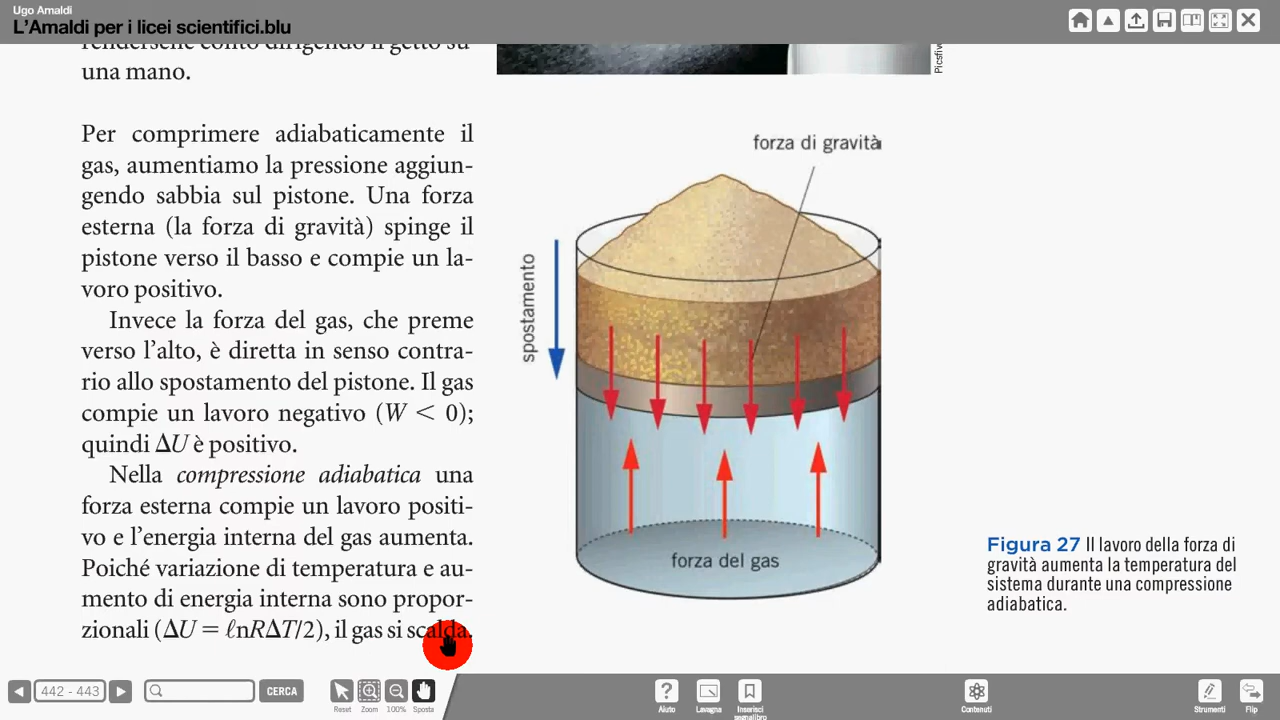 Ugo Amaldi
L'Amaldi per i licei scientifici.blu
rendersene conto dirigendo il getto su
una mano.
Per comprimere adiabaticamente il
gas, aumentiamo la pressione aggiun-
gendo sabbia sul pistone. Una forza
esterna (la forza di gravità) spinge il
pistone verso il basso e compie un la-
voro positivo.
Invece la forza del gas, che preme
verso l'alto, è diretta in senso contra-
rio allo spostamento del pistone. Il gas
compie un lavoro negativo (W < 0);
quindi ΔU è positivo.
Nella compressione adiabatica una
forza esterna compie un lavoro positi-
vo e l'energia interna del gas aumenta.
Poiché variazione di temperatura e au-
mento di energia interna sono propor-
zionali (ΔU = ℓnRΔT/2), il gas si scalda.
forza di gravità
spostamento
forza del gas
Figura 27 Il lavoro della forza di
gravità aumenta la temperatura del
sistema durante una compressione
adiabatica.
442 - 443
CERCA
Reset
Zoom
100%
Sposta
Aiuto
Lavagna
Inserisci
segnalibro
Contenuti
Strumenti
Flip